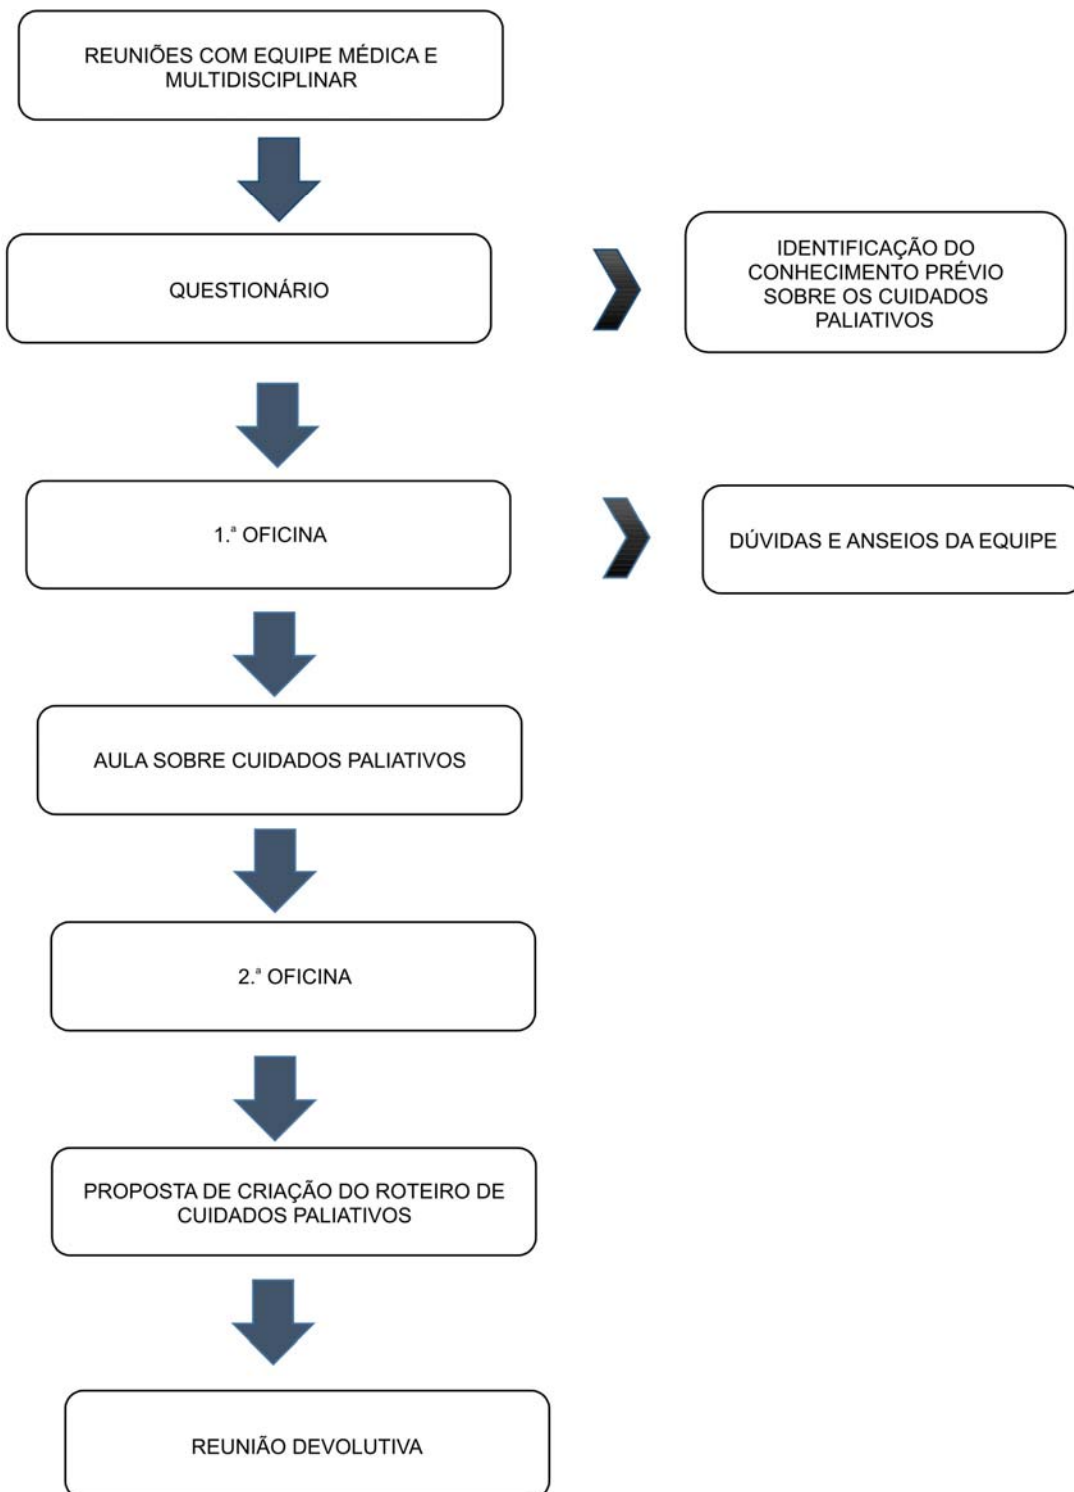 REUNIÕES COM EQUIPE MÉDICA E
MULTIDISCIPLINAR
QUESTIONÁRIO
IDENTIFICAÇÃO DO
CONHECIMENTO PRÉVIO
SOBRE OS CUIDADOS
PALIATIVOS
1.ª OFICINA
DÚVIDAS E ANSEIOS DA EQUIPE
AULA SOBRE CUIDADOS PALIATIVOS
2.ª OFICINA
PROPOSTA DE CRIAÇÃO DO ROTEIRO DE
CUIDADOS PALIATIVOS
REUNIÃO DEVOLUTIVA